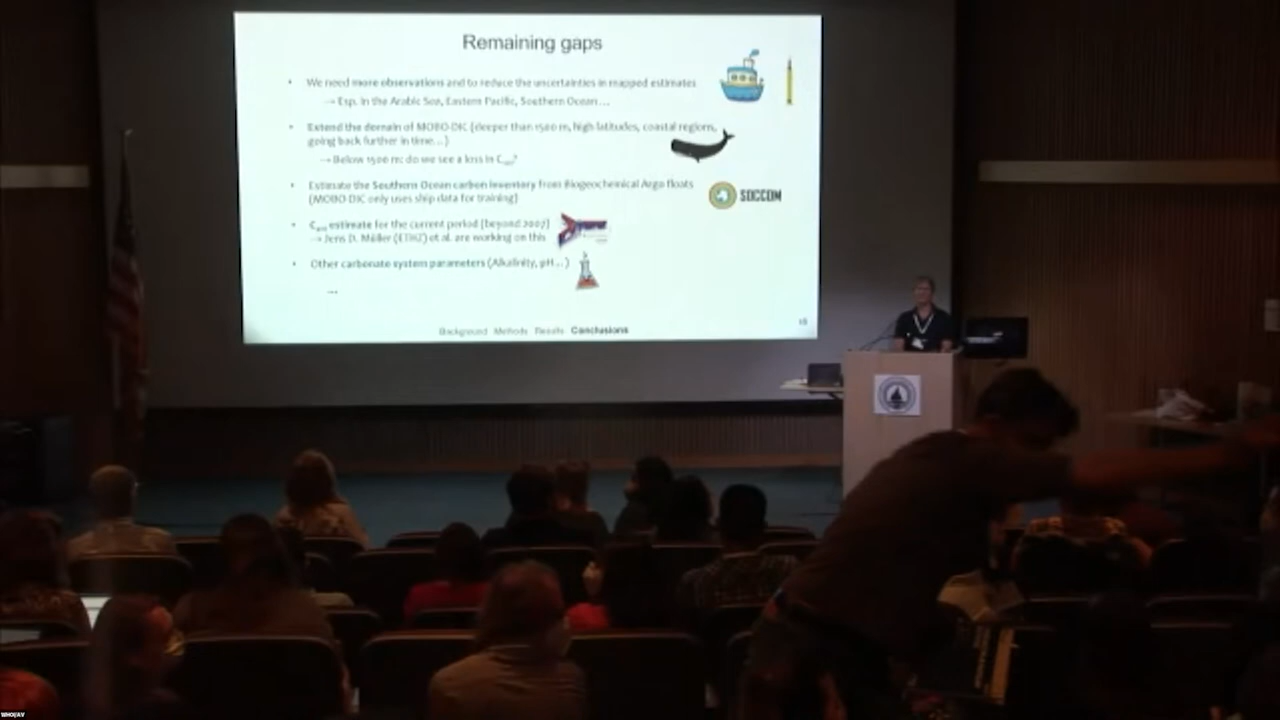 Remaining gaps
• We need more observations and to reduce the uncertainties in mapped estimates
→ Esp. in the Arabic Sea, Eastern Pacific, Southern Ocean…
• Extend the domain of MOBO-DIC (deeper than 1500 m, high latitudes, coastal regions,
going back further in time…)
→ Below 1500 m: do we see a loss in C
• Estimate the Southern Ocean carbon inventory from Biogeochemical Argo floats
(MOBO-DIC only uses ship data for training)
SOCCOM
• Cant estimate for the current period (beyond 2007)
→ Jens D. Müller (ETHZ) et al. are working on this
• Other carbonate system parameters (Alkalinity, pH…)
…
Background Methods Results Conclusions
WHOI/AV